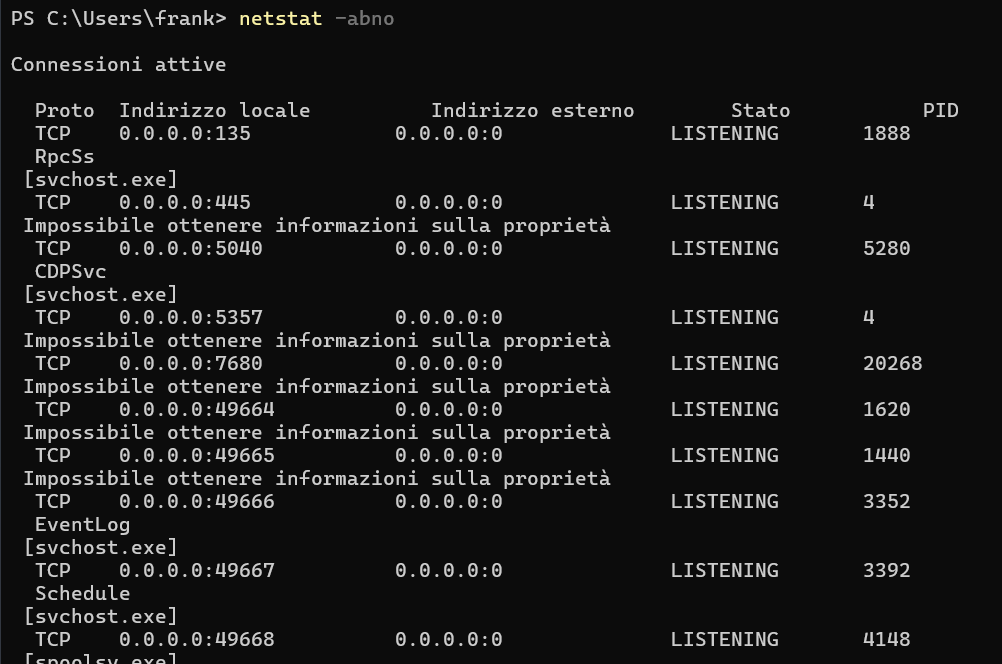 PS C:\Users\frank> netstat -abno
Connessioni attive
Proto Indirizzo locale Indirizzo esterno Stato PID
TCP 0.0.0.0:135 0.0.0.0:0 LISTENING 1888
RpcSs
[svchost.exe]
TCP 0.0.0.0:445 0.0.0.0:0 LISTENING 4
Impossibile ottenere informazioni sulla proprietà
TCP 0.0.0.0:5040 0.0.0.0:0 LISTENING 5280
CDPSvc
[svchost.exe]
TCP 0.0.0.0:5357 0.0.0.0:0 LISTENING 4
Impossibile ottenere informazioni sulla proprietà
TCP 0.0.0.0:7680 0.0.0.0:0 LISTENING 20268
Impossibile ottenere informazioni sulla proprietà
TCP 0.0.0.0:49664 0.0.0.0:0 LISTENING 1620
Impossibile ottenere informazioni sulla proprietà
TCP 0.0.0.0:49665 0.0.0.0:0 LISTENING 1440
Impossibile ottenere informazioni sulla proprietà
TCP 0.0.0.0:49666 0.0.0.0:0 LISTENING 3352
EventLog
[svchost.exe]
TCP 0.0.0.0:49667 0.0.0.0:0 LISTENING 3392
Schedule
[svchost.exe]
TCP 0.0.0.0:49668 0.0.0.0:0 LISTENING 4148
[spoolsv.exe]